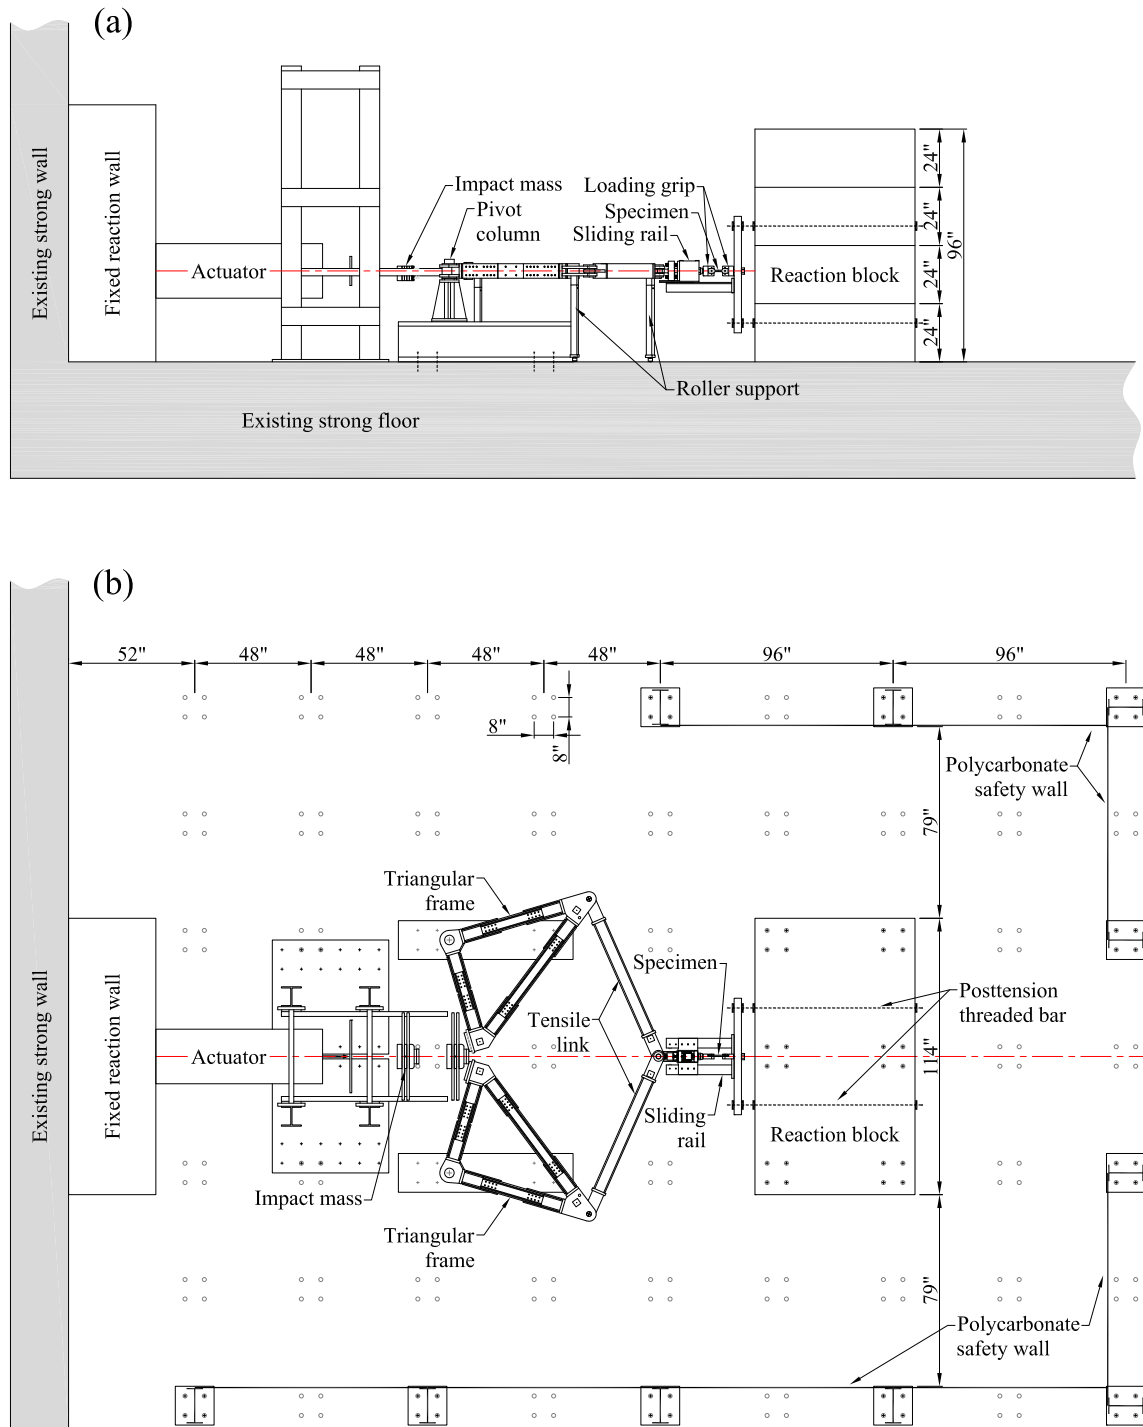 (a)
Existing strong wall
Fixed reaction wall
Actuator
Impact mass
Pivot
column
Loading grip
Specimen
Sliding rail
Reaction block
24"
24"
24"
24"
96"
Roller support
Existing strong floor
(b)
52"
48"
48"
48"
48"
96"
96"
8"
8"
Polycarbonate
safety wall
79"
Triangular
frame
Existing strong wall
Fixed reaction wall
Actuator
Tensile
link
Specimen
Posttension
threaded bar
114"
Sliding
rail
Reaction block
Impact mass
Triangular
frame
79"
Polycarbonate
safety wall